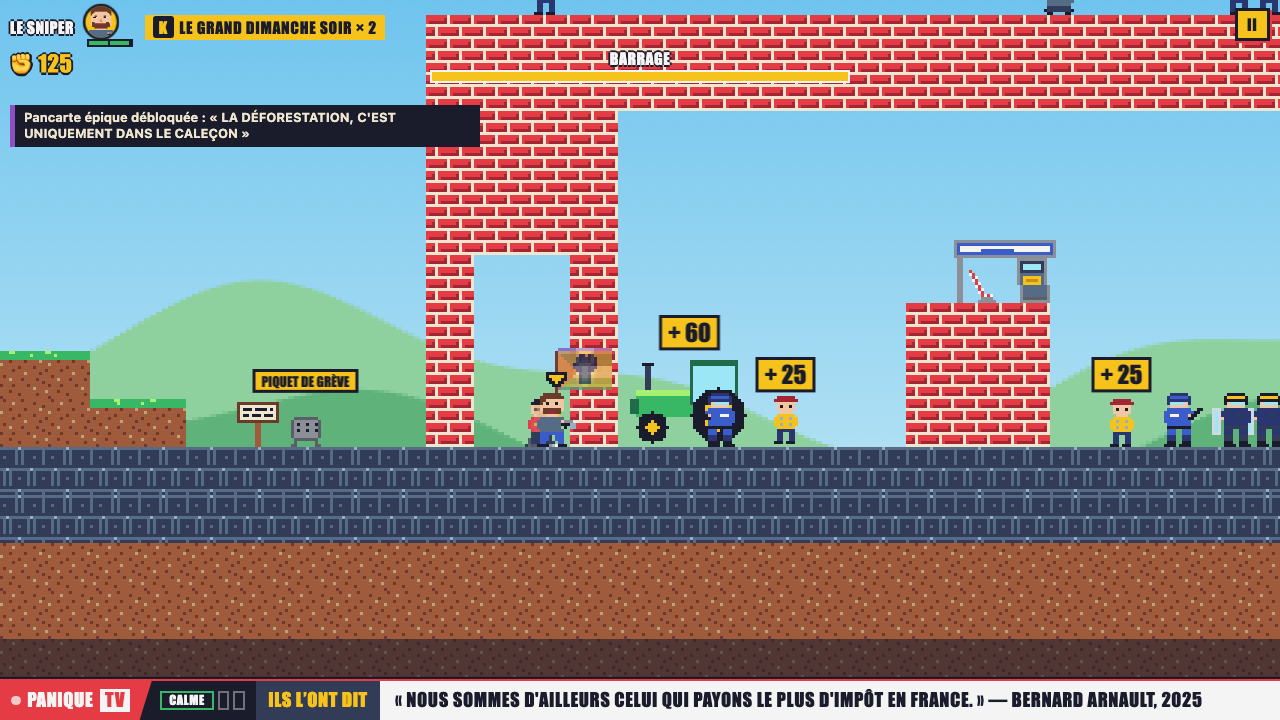 LE SNIPER
K LE GRAND DIMANCHE SOIR × 2
125
BARRAGE
Pancarte épique débloquée : « LA DÉFORESTATION, C'EST
UNIQUEMENT DANS LE CALEÇON »
+ 60
+ 25
+ 25
PIQUET DE GRÈVE
PANIQUE TV
CALME
ILS L'ONT DIT
« NOUS SOMMES D'AILLEURS CELUI QUI PAYONS LE PLUS D'IMPÔT EN FRANCE. » — BERNARD ARNAULT, 2025